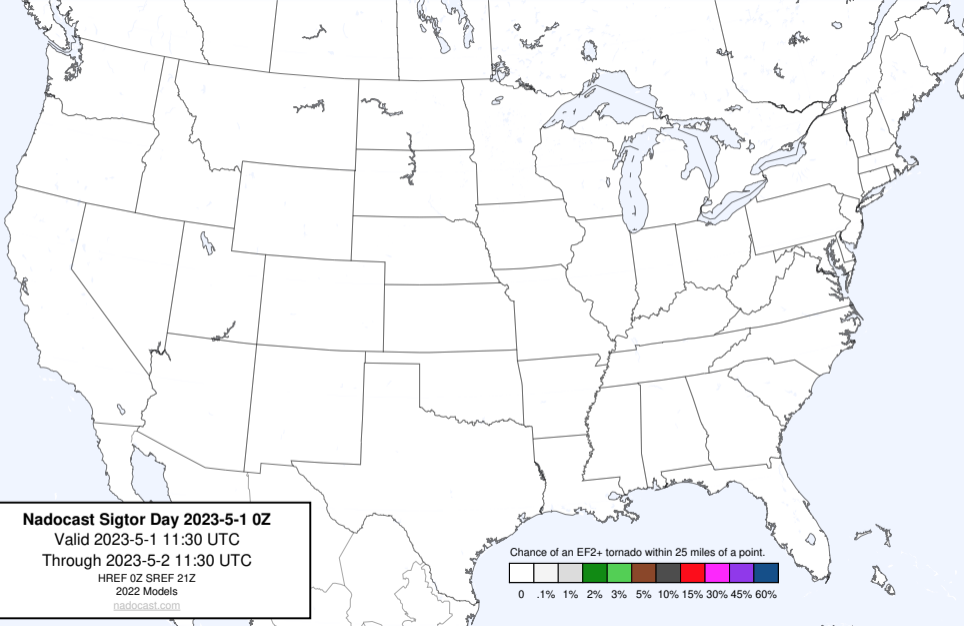 Nadocast Sigtor Day 2023-5-1 0Z
Valid 2023-5-1 11:30 UTC
Through 2023-5-2 11:30 UTC
HREF 0Z SREF 21Z
2022 Models
nadocast.com
Chance of an EF2+ tornado within 25 miles of a point.
0 .1% 1% 2% 3% 5% 10% 15% 30% 45% 60%